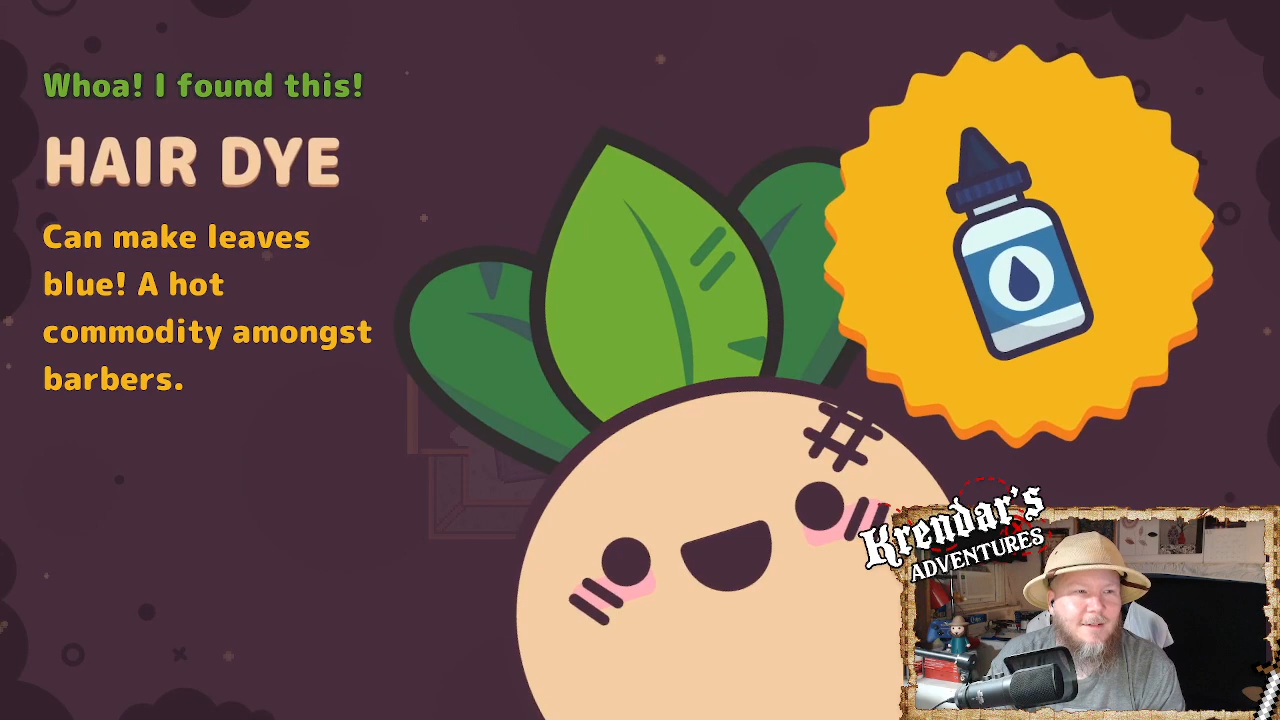 Whoa! I found this!
HAIR DYE
Can make leaves
blue! A hot
commodity amongst
barbers.
Krendar's
ADVENTURES